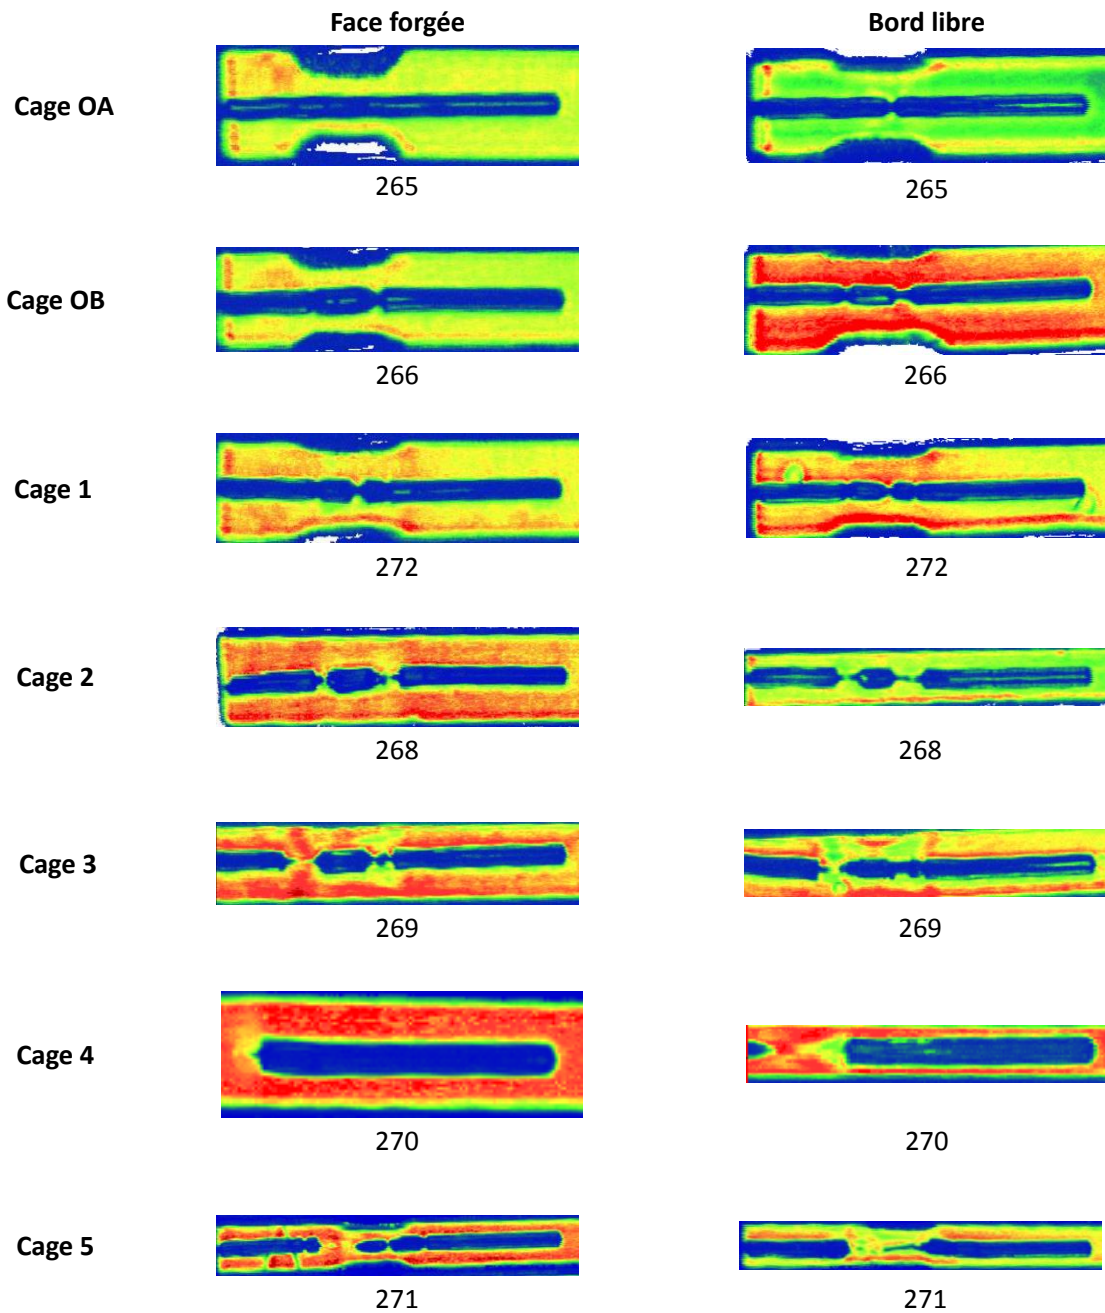 Face forgée Bord libre
Cage OA
265 265
Cage OB
266 266
Cage 1
272 272
Cage 2
268 268
Cage 3
269 269
Cage 4
270 270
Cage 5
271 271